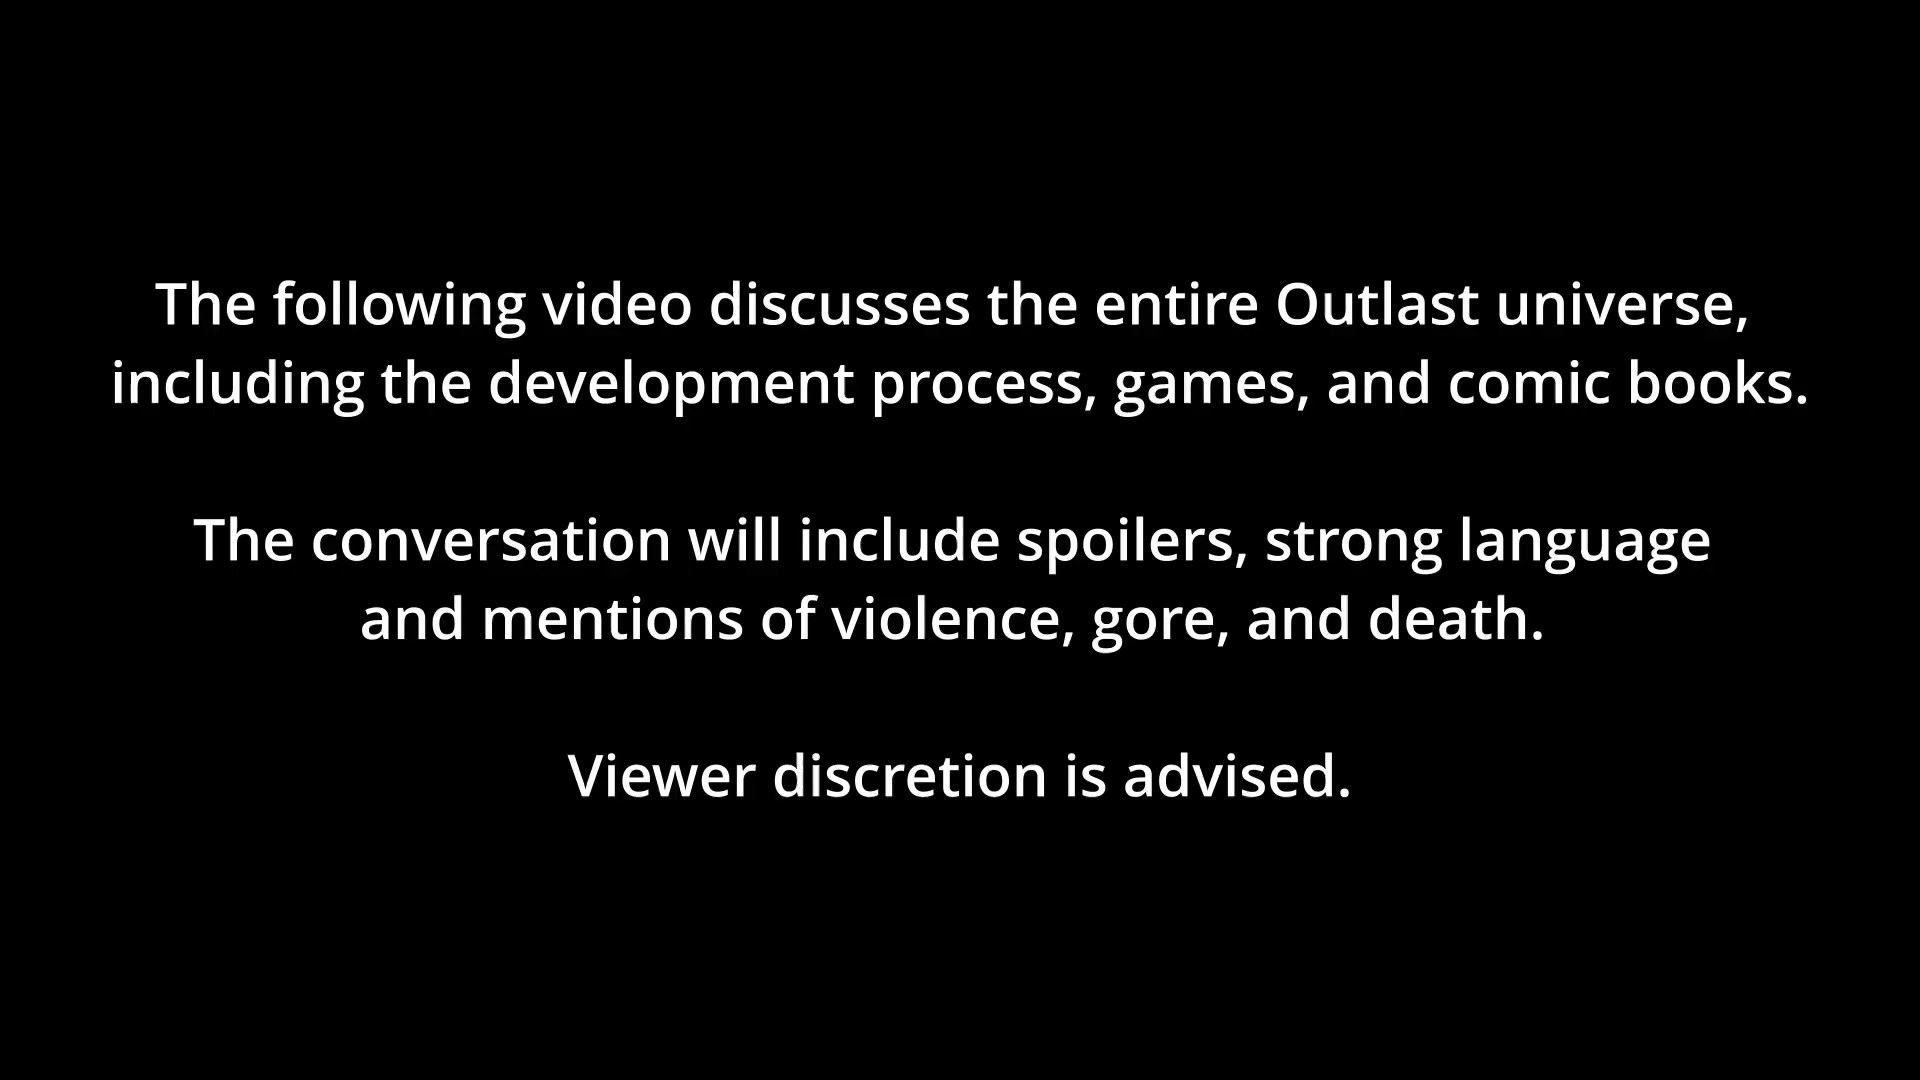 The following video discusses the entire Outlast universe,
including the development process, games, and comic books.
The conversation will include spoilers, strong language
and mentions of violence, gore, and death.
Viewer discretion is advised.